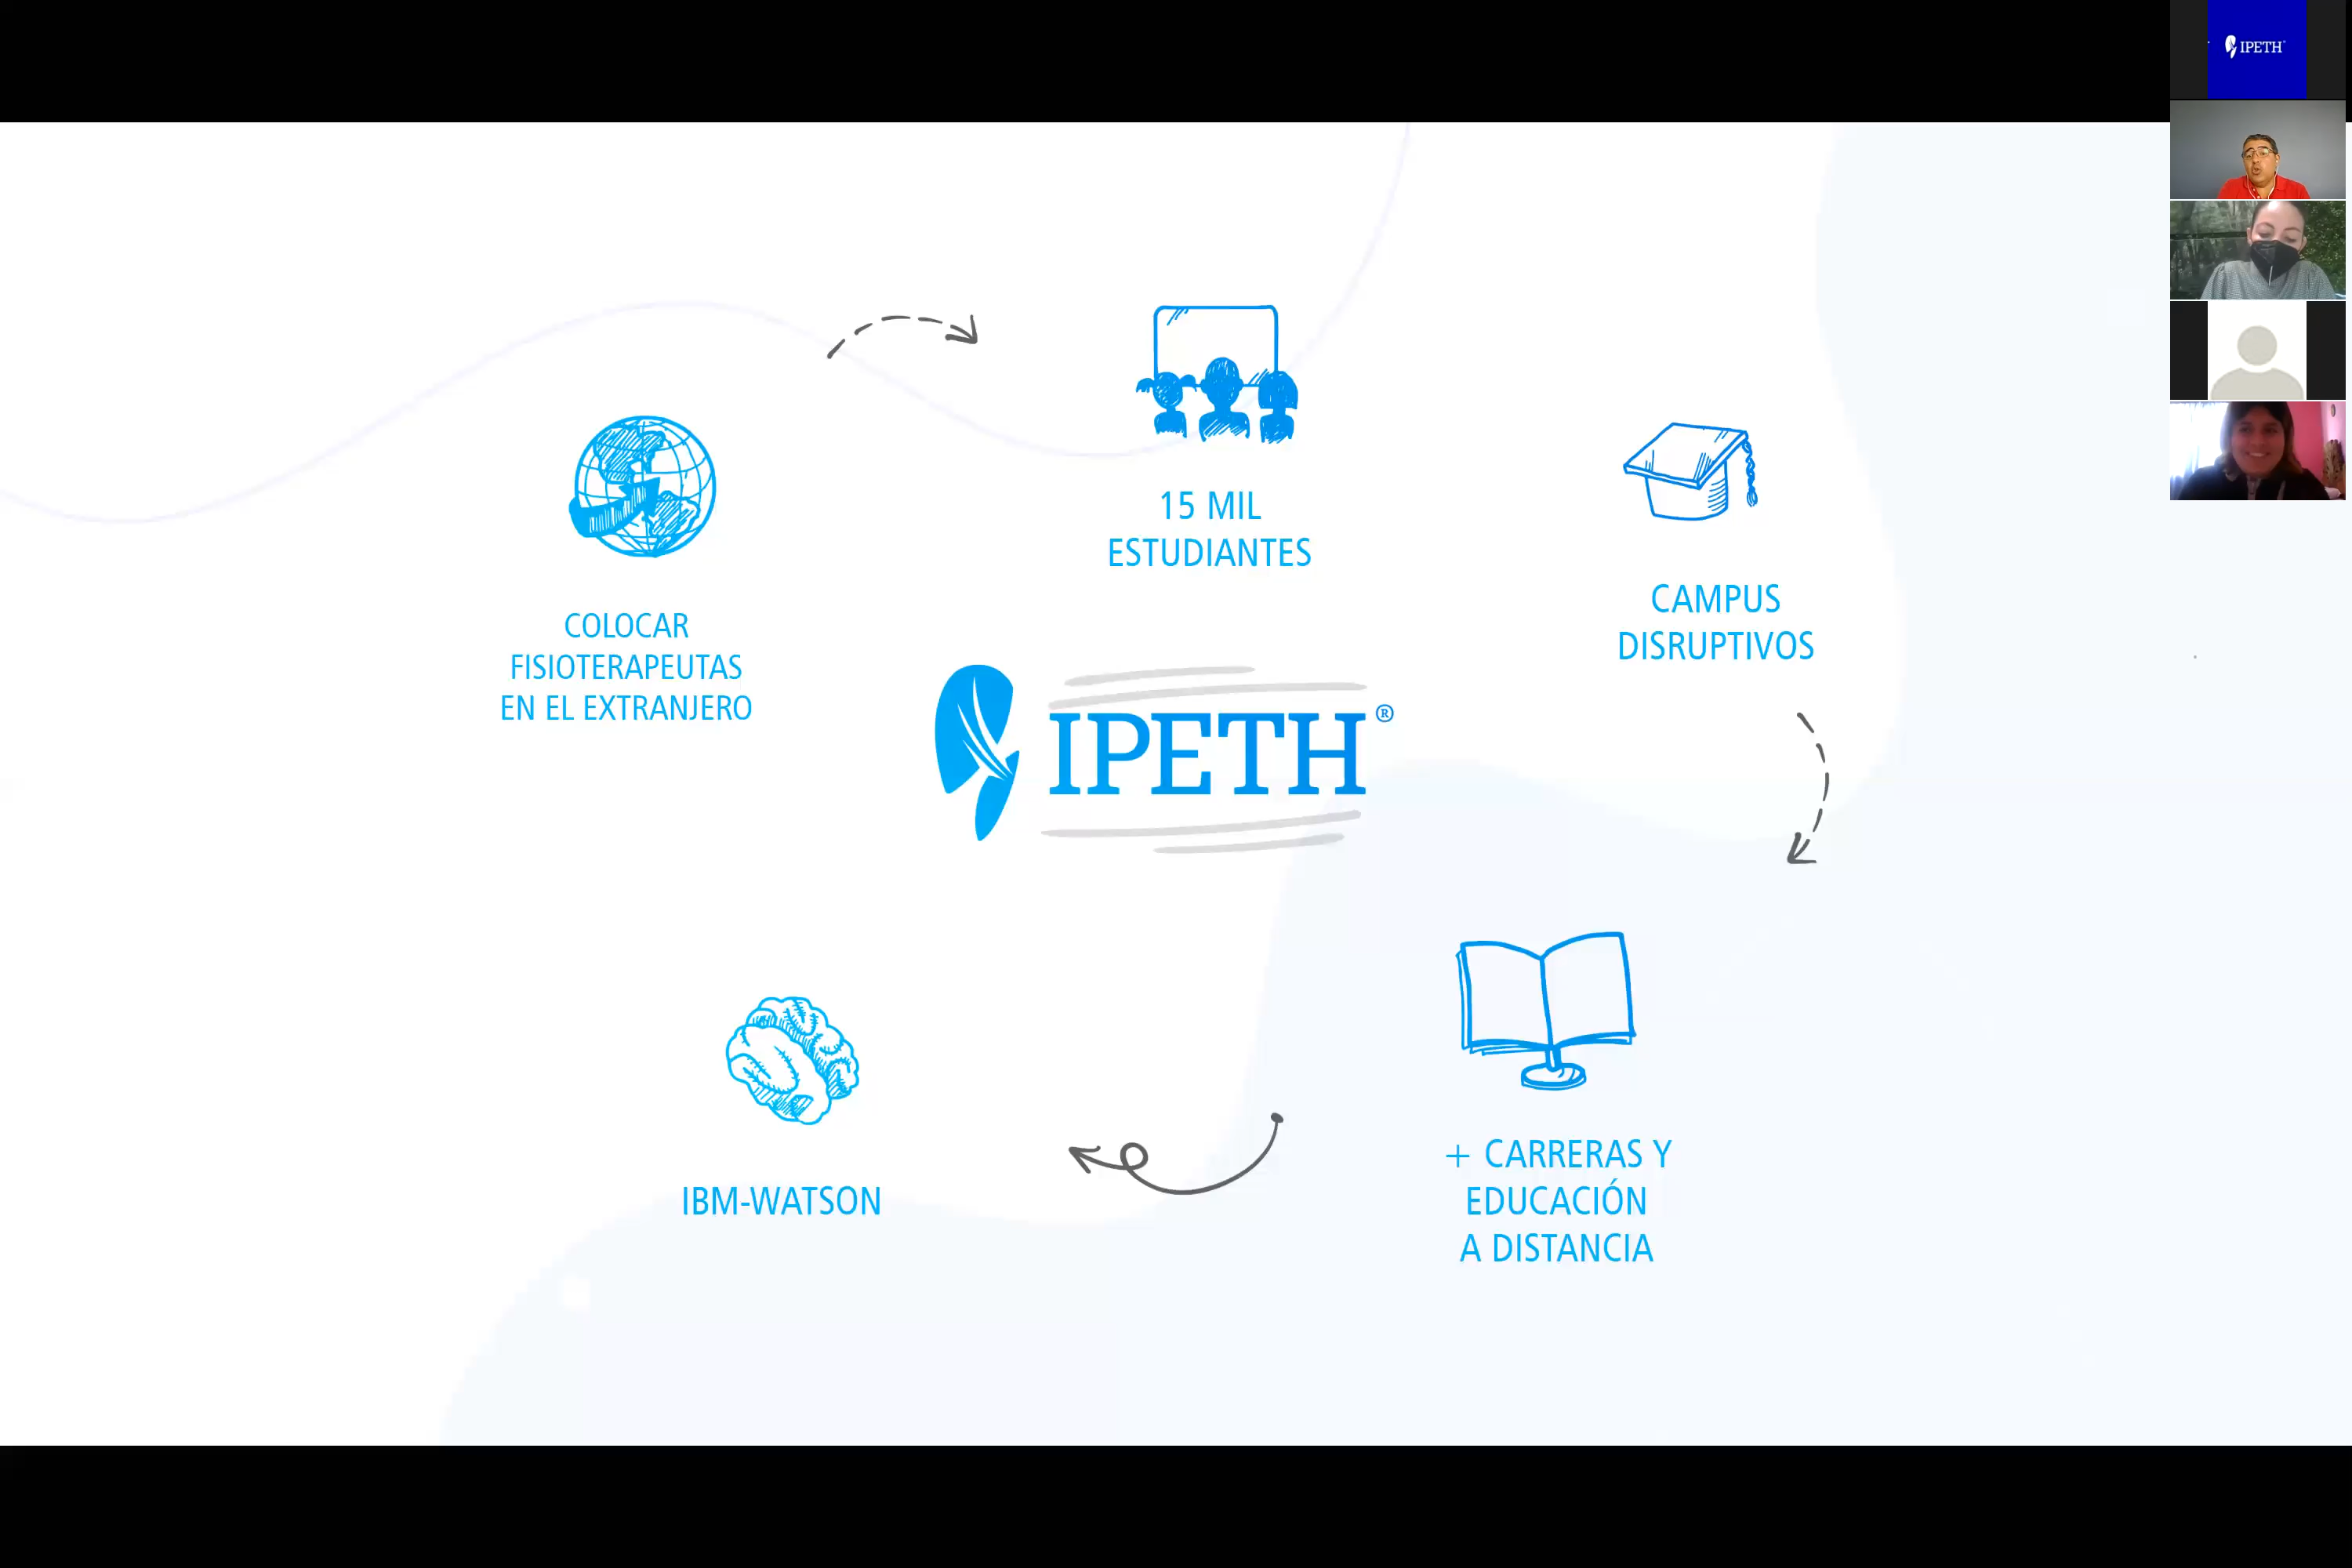 IPETH
COLOCAR
FISIOTERAPEUTAS
EN EL EXTRANJERO
15 MIL
ESTUDIANTES
CAMPUS
DISRUPTIVOS
IPETH®
IBM-WATSON
+ CARRERAS Y
EDUCACIÓN
A DISTANCIA